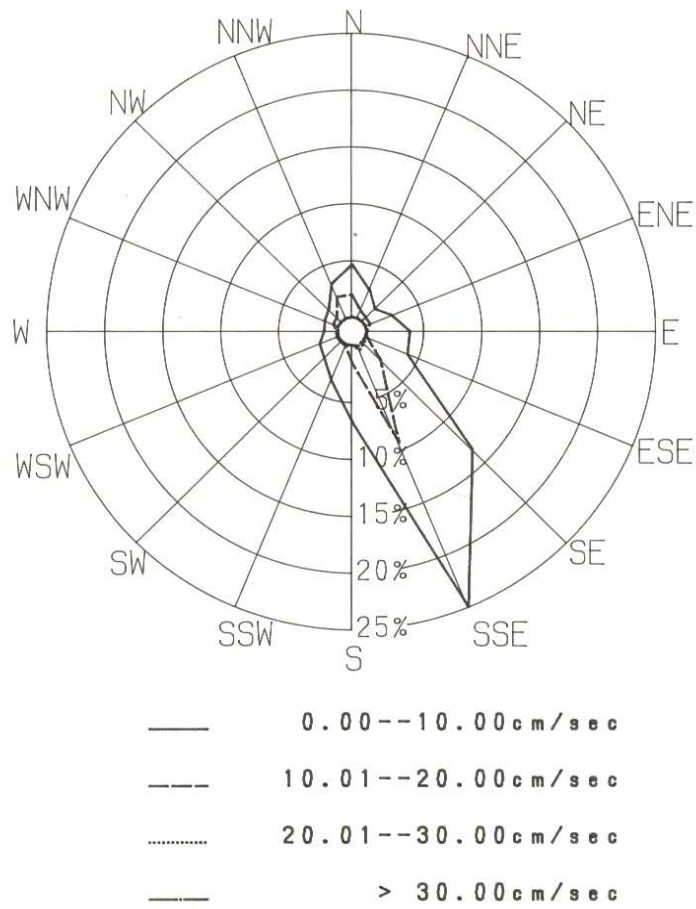 N
NNW
NNE
NW
NE
WNW
ENE
W
E
5%
10%
WSW
ESE
15%
SW
SE
20%
SSW
25%
SSE
S
0.00--10.00cm/sec
10.01--20.00cm/sec
20.01--30.00cm/sec
> 30.00cm/sec